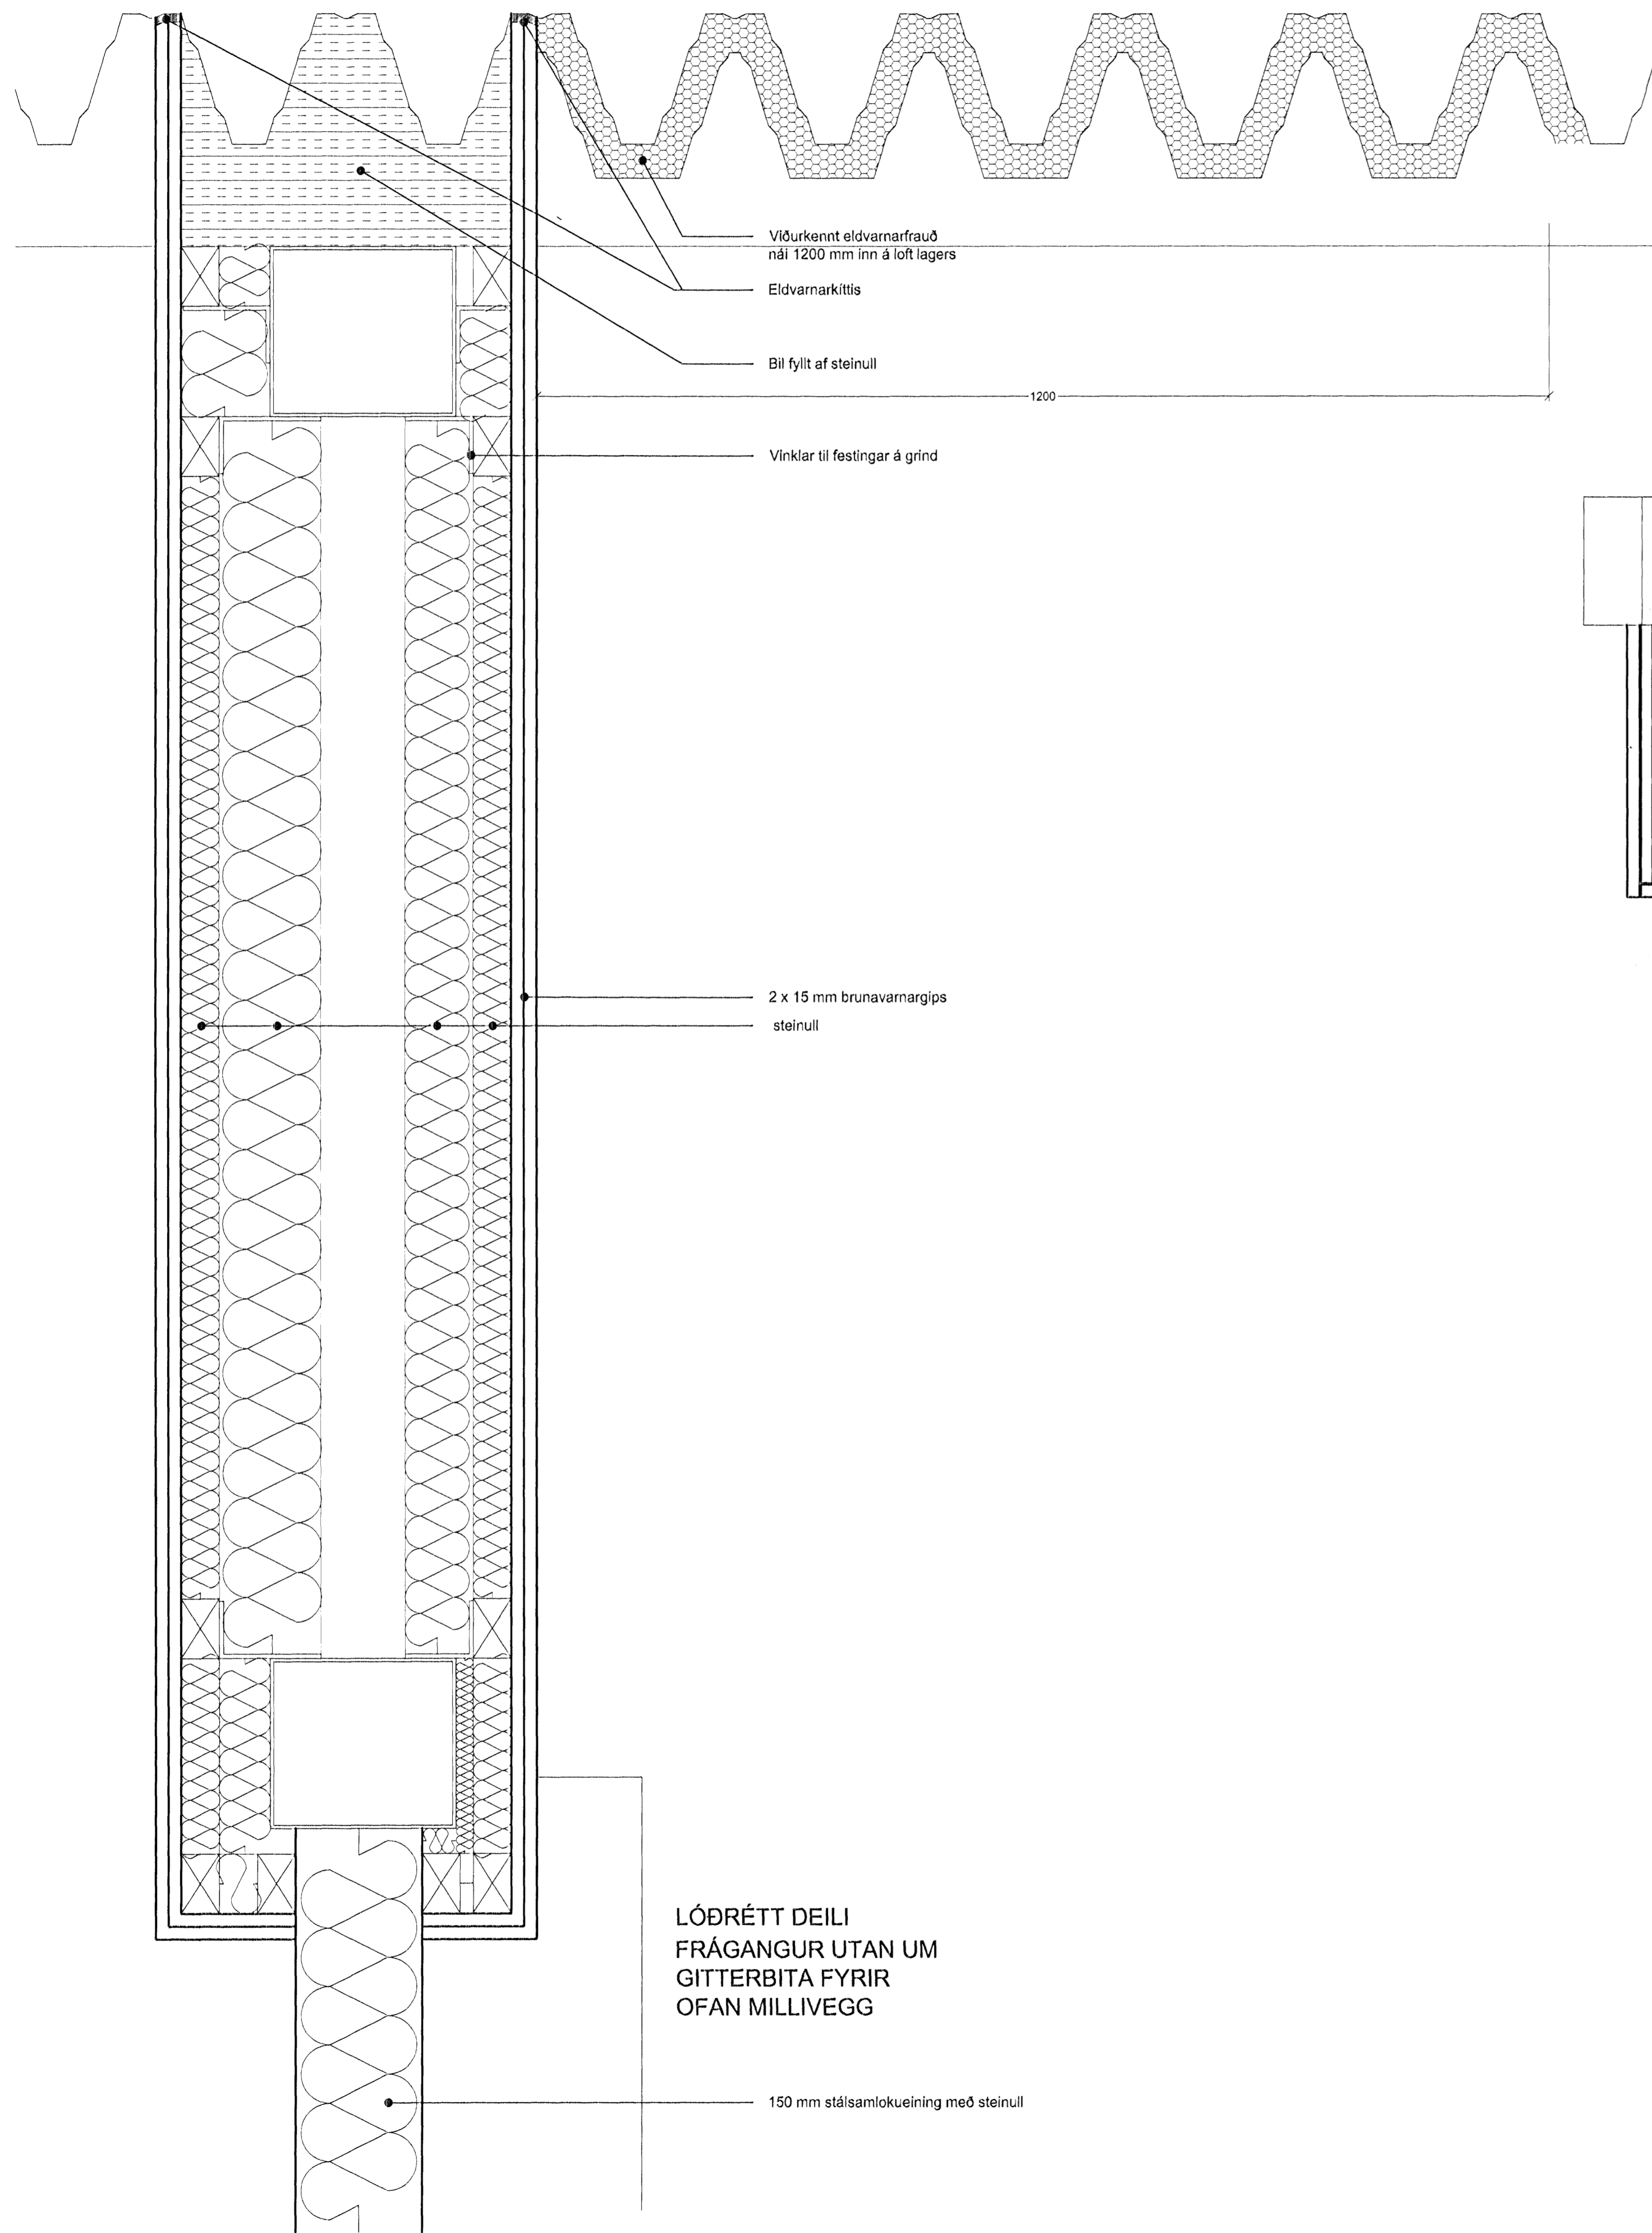 Viðurkennt eldvarnarfrauð
nái 1200 mm inn á loft lagers
Eldvarnarkíttis
Bil fyllt af steinull
1200
Vinklar til festingar á grind
2 x 15 mm brunavarnargips
steinull
LÓÐRÉTT DEILI
FRÁGANGUR UTAN UM
GITTERBITA FYRIR
OFAN MILLIVEGG
150 mm stálsamlokueining með steinull